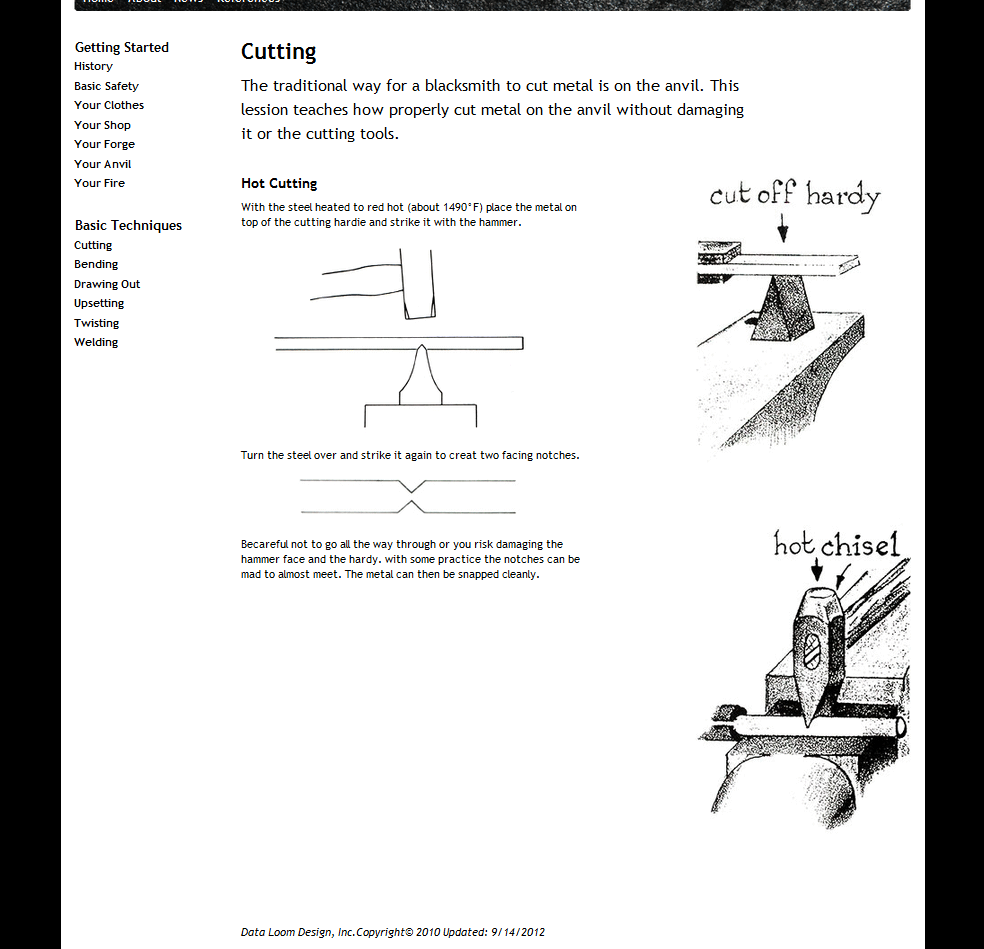 Home About News References
Getting Started
History
Basic Safety
Your Clothes
Your Shop
Your Forge
Your Anvil
Your Fire
Basic Techniques
Cutting
Bending
Drawing Out
Upsetting
Twisting
Welding
Cutting
The traditional way for a blacksmith to cut metal is on the anvil. This
lession teaches how properly cut metal on the anvil without damaging
it or the cutting tools.
Hot Cutting
With the steel heated to red hot (about 1490°F) place the metal on
top of the cutting hardie and strike it with the hammer.
Turn the steel over and strike it again to creat two facing notches.
Becareful not to go all the way through or you risk damaging the
hammer face and the hardy. with some practice the notches can be
mad to almost meet. The metal can then be snapped cleanly.
cut off hardy
hot chisel
Data Loom Design, Inc.Copyright© 2010 Updated: 9/14/2012